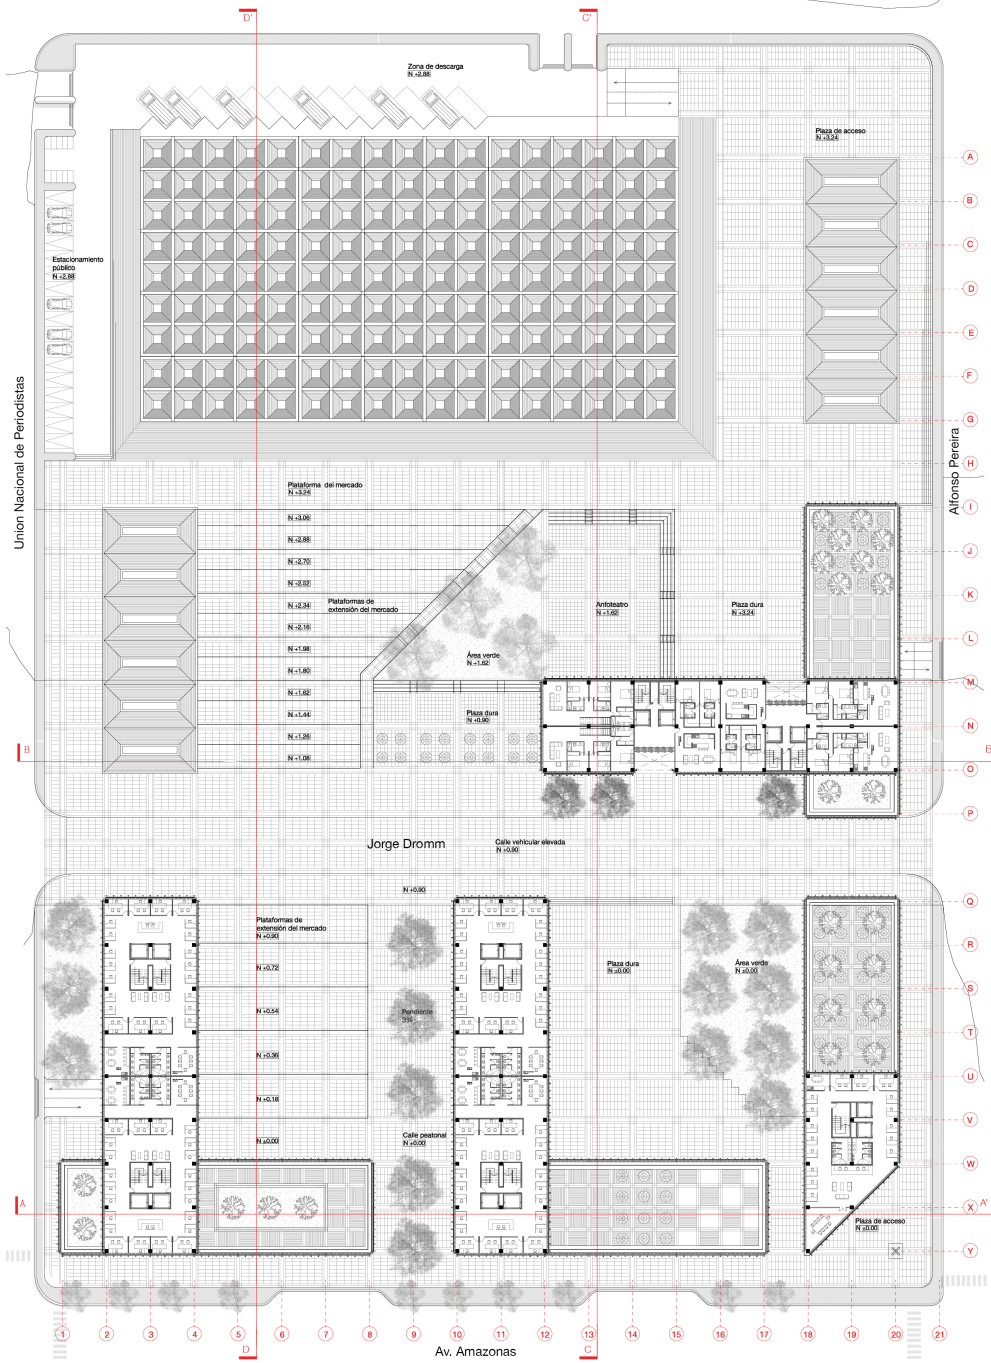 D'
C'
Zona de descarga
N +2.88
Plaza de acceso
N +3.24
A
B
C
D
E
F
G
H
I
J
K
L
M
N
O
P
Q
R
S
T
U
V
W
X
Y
Estacionamiento
público
N +2.88
Union Nacional de Periodistas
Alfonso Pereira
Plataforma del mercado
N +3.24
N +3.06
N +2.88
N +2.70
N +2.52
N +2.34
N +2.16
N +1.98
N +1.80
N +1.62
N +1.44
N +1.26
N +1.08
Plataformas de
extensión del mercado
Anfoteatro
N +1.62
Plaza dura
N +3.24
Área verde
N +1.62
Plaza dura
N +0.90
B
B
Jorge Dromm
Calle vehicular elevada
N +0.90
N +0.90
Plataformas de
extensión del mercado
N +0.90
N +0.72
N +0.54
N +0.36
N +0.18
N ±0.00
Plaza dura
N ±0.00
Área verde
N ±0.00
Pendiente
3%
Calle peatonal
N ±0.00
A
A'
Plaza de acceso
N ±0.00
1
2
3
4
5
6
7
8
9
10
11
12
13
14
15
16
17
18
19
20
21
D
C
Av. Amazonas